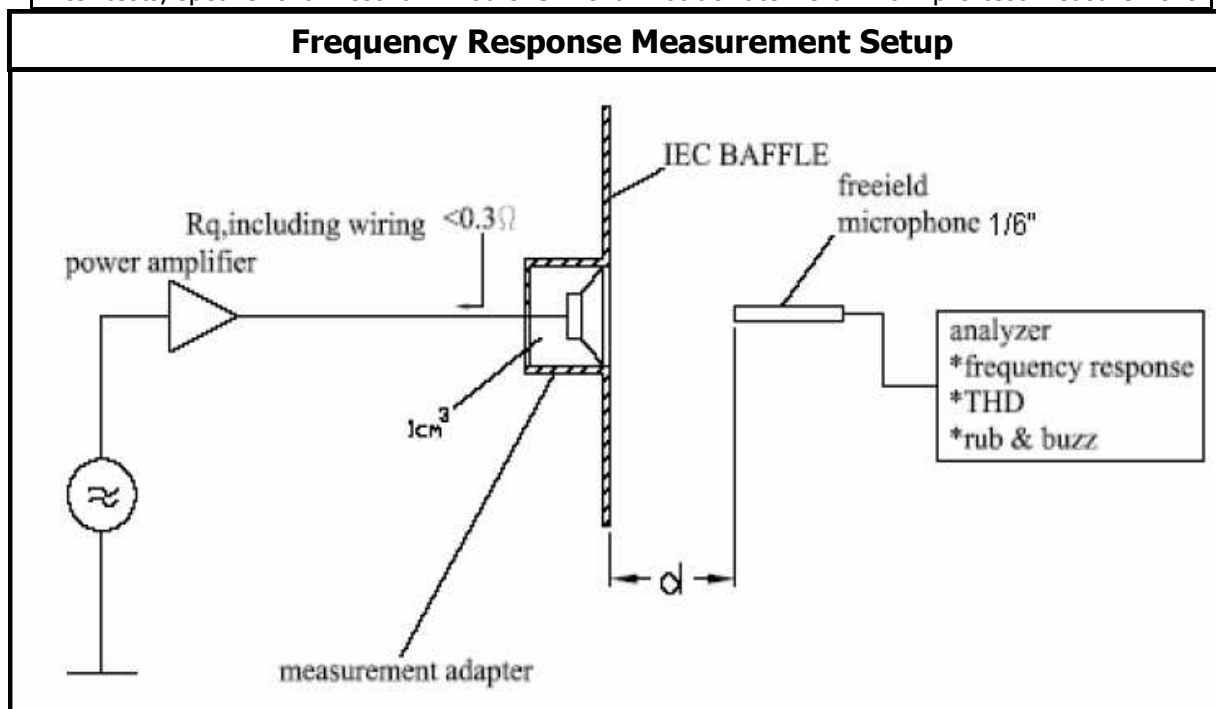 Frequency Response Measurement Setup
IEC BAFFLE
freeield
microphone 1/6"
Rq,including wiring <0.3Ω
power amplifier
analyzer
*frequency response
*THD
*rub & buzz
1cm³
d
measurement adapter